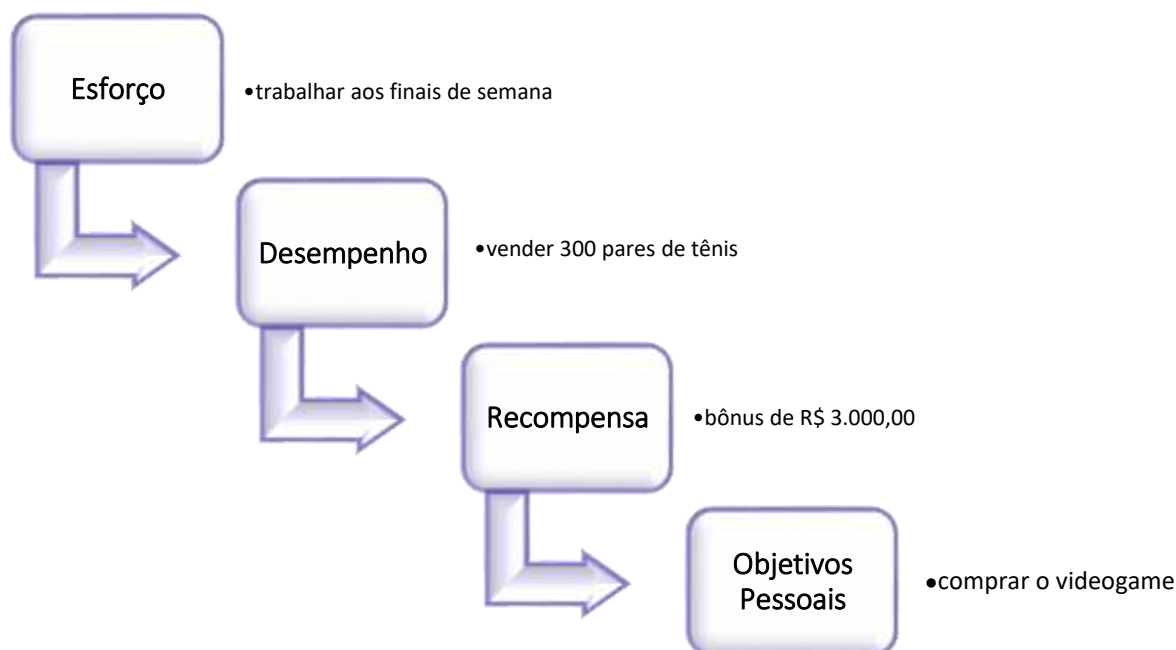 Esforço
•trabalhar aos finais de semana
Desempenho
•vender 300 pares de tênis
Recompensa
•bônus de R$ 3.000,00
Objetivos
Pessoais
•comprar o videogame